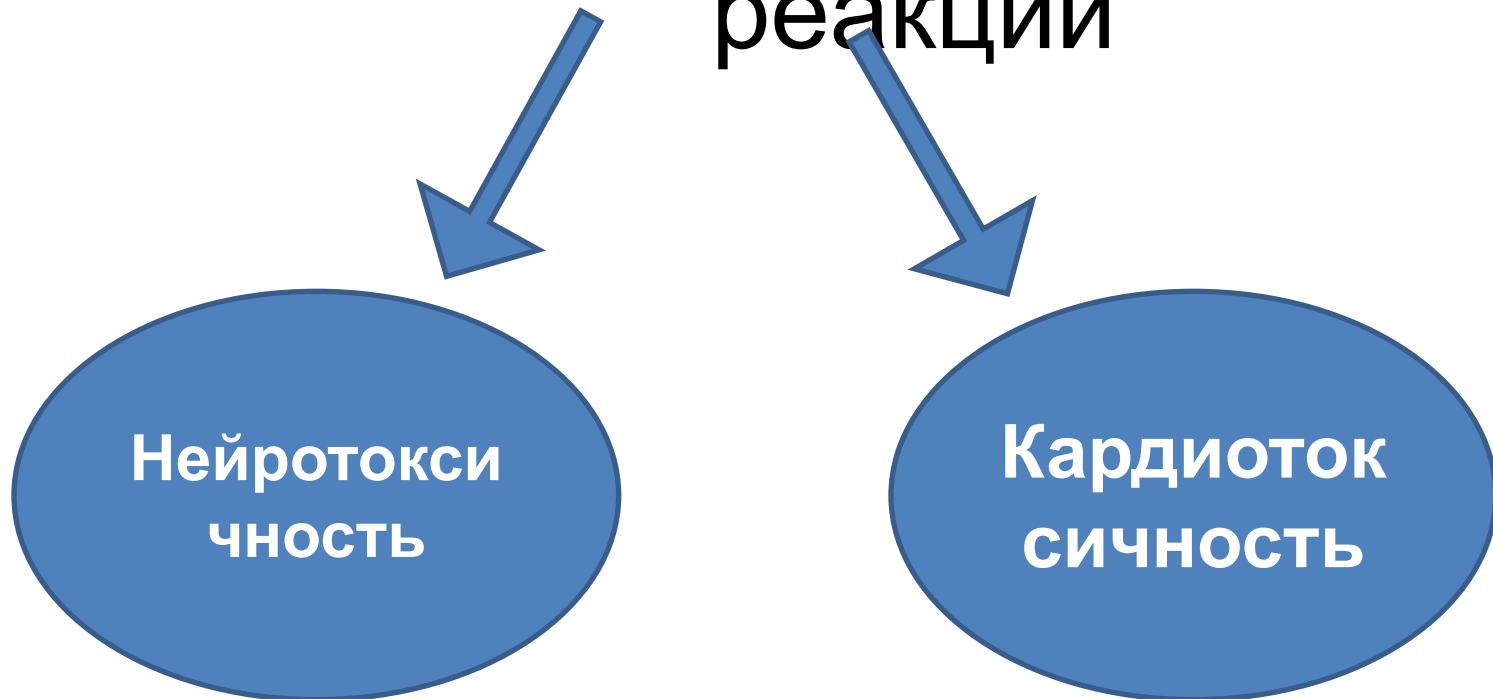 реакции
Нейротокси
чность
Кардиоток
сичность